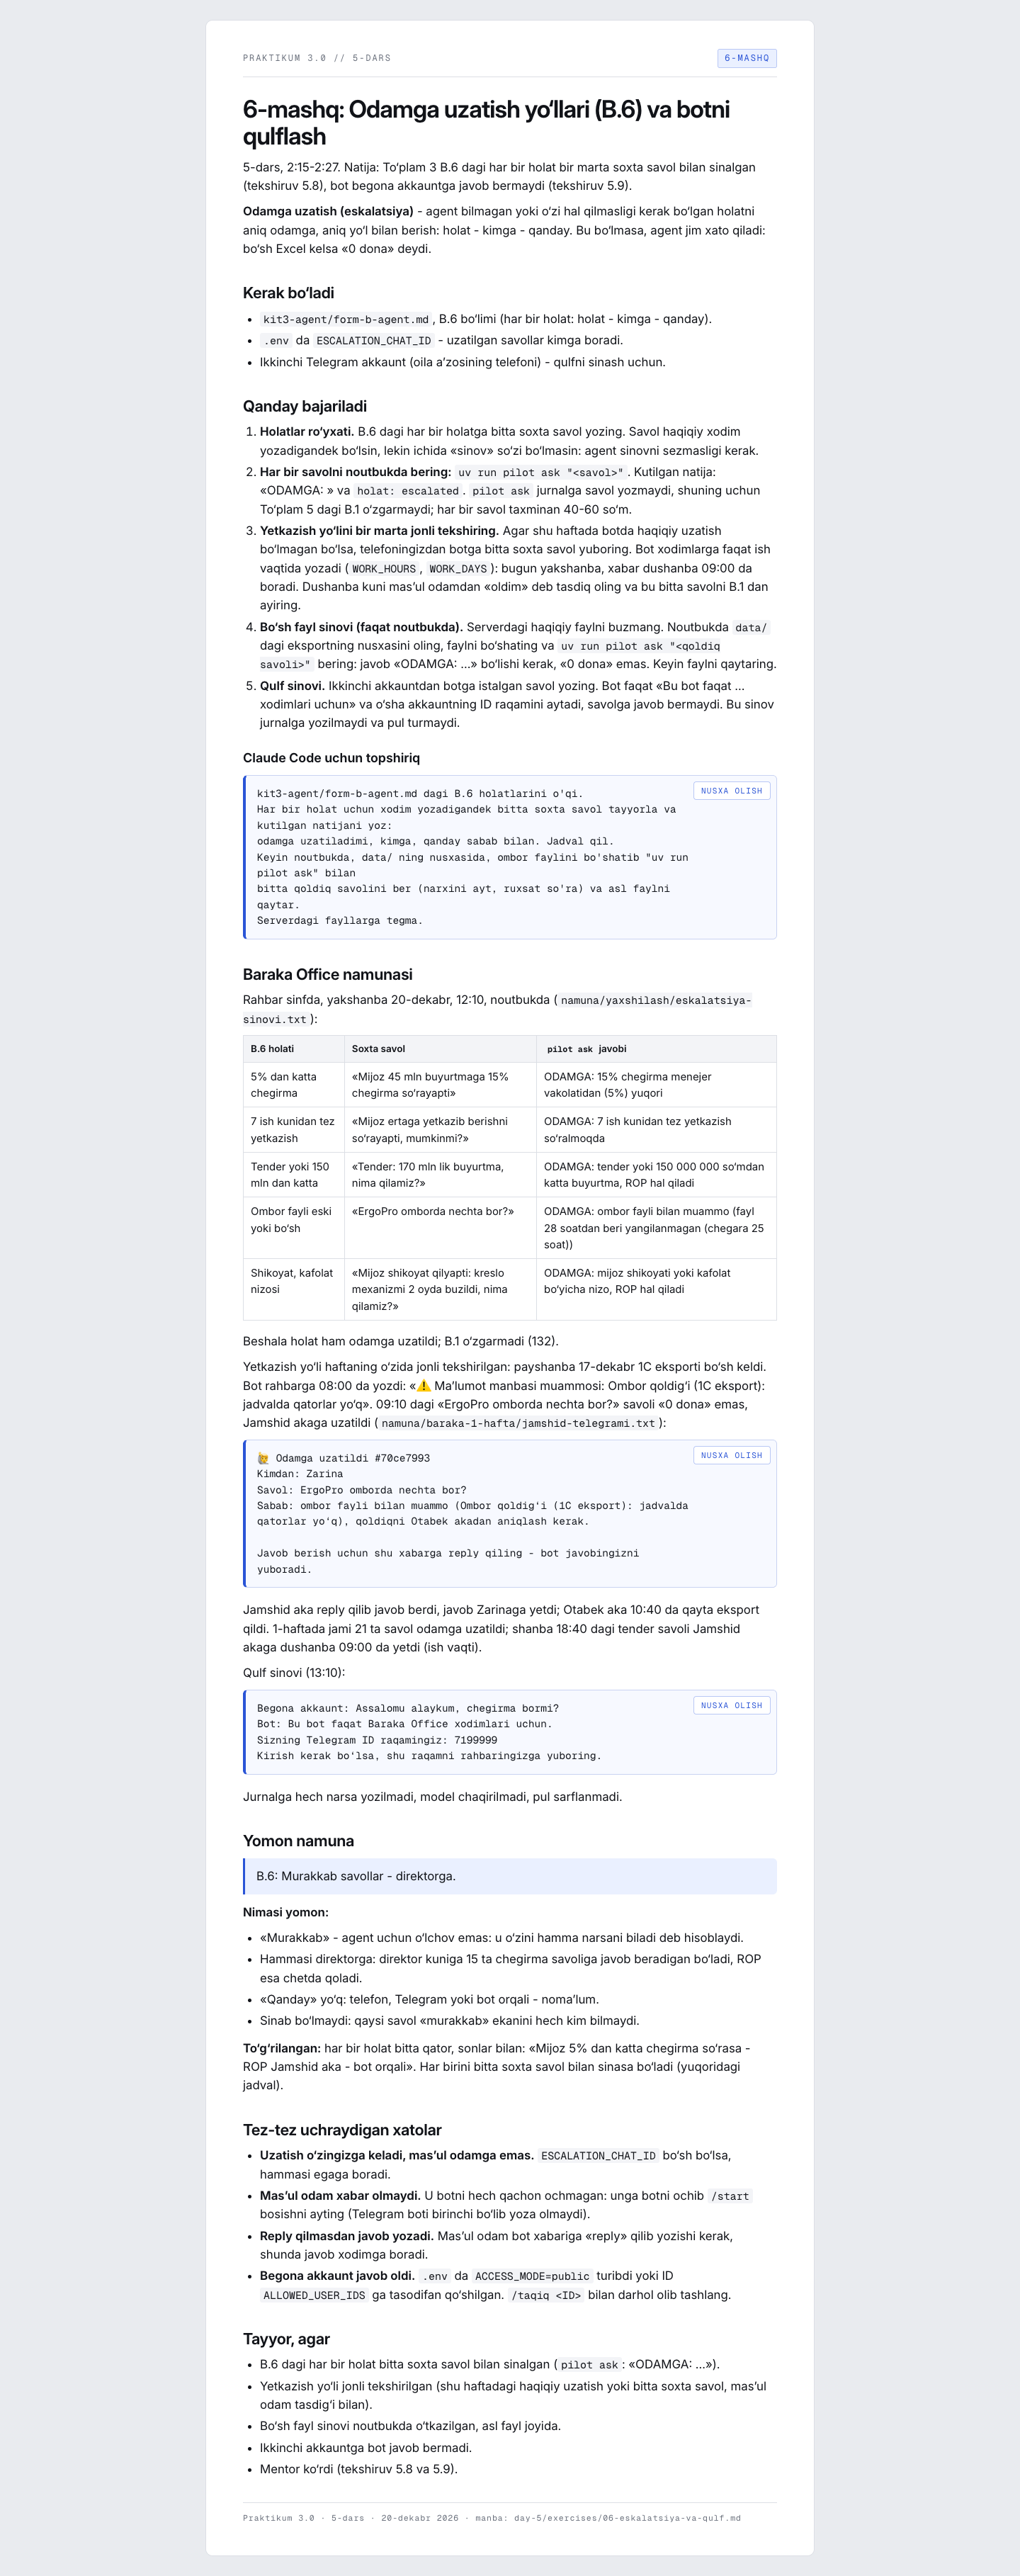 PRAKTIKUM 3.0 // 5-DARS
6-MASHQ
6-mashq: Odamga uzatish yo‘llari (B.6) va botni
qulflash
5-dars, 2:15-2:27. Natija: To‘plam 3 B.6 dagi har bir holat bir marta soxta savol bilan sinalgan
(tekshiruv 5.8), bot begona akkauntga javob bermaydi (tekshiruv 5.9).
Odamga uzatish (eskalatsiya) - agent bilmagan yoki o‘zi hal qilmasligi kerak bo‘lgan holatni
aniq odamga, aniq yo‘l bilan berish: holat - kimga - qanday. Bu bo‘lmasa, agent jim xato qiladi:
bo‘sh Excel kelsa «0 dona» deydi.
Kerak bo‘ladi
• kit3-agent/form-b-agent.md , B.6 bo‘limi (har bir holat: holat - kimga - qanday).
• .env da ESCALATION_CHAT_ID - uzatilgan savollar kimga boradi.
• Ikkinchi Telegram akkaunt (oila a’zosining telefoni) - qulfni sinash uchun.
Qanday bajariladi
1. Holatlar ro‘yxati. B.6 dagi har bir holatga bitta soxta savol yozing. Savol haqiqiy xodim
yozadigandek bo‘lsin, lekin ichida «sinov» so‘zi bo‘lmasin: agent sinovni sezmasligi kerak.
2. Har bir savolni noutbukda bering: uv run pilot ask "<savol>" . Kutilgan natija:
«ODAMGA: » va holat: escalated . pilot ask jurnalga savol yozmaydi, shuning uchun
To‘plam 5 dagi B.1 o‘zgarmaydi; har bir savol taxminan 40-60 so‘m.
3. Yetkazish yo‘lini bir marta jonli tekshiring. Agar shu haftada botda haqiqiy uzatish
bo‘lmagan bo‘lsa, telefoningizdan botga bitta soxta savol yuboring. Bot xodimlarga faqat ish
vaqtida yozadi ( WORK_HOURS , WORK_DAYS ): bugun yakshanba, xabar dushanba 09:00 da
boradi. Dushanba kuni mas’ul odamdan «oldim» deb tasdiq oling va bu bitta savolni B.1 dan
ayiring.
4. Bo‘sh fayl sinovi (faqat noutbukda). Serverdagi haqiqiy faylni buzmang. Noutbukda data/
dagi eksportning nusxasini oling, faylni bo‘shating va uv run pilot ask "<qoldiq
savoli>" bering: javob «ODAMGA: ...» bo‘lishi kerak, «0 dona» emas. Keyin faylni qaytaring.
5. Qulf sinovi. Ikkinchi akkauntdan botga istalgan savol yozing. Bot faqat «Bu bot faqat ...
xodimlari uchun» va o‘sha akkauntning ID raqamini aytadi, savolga javob bermaydi. Bu sinov
jurnalga yozilmaydi va pul turmaydi.
Claude Code uchun topshiriq
NUSXA OLISH
kit3-agent/form-b-agent.md dagi B.6 holatlarini o'qi.
Har bir holat uchun xodim yozadigandek bitta soxta savol tayyorla va
kutilgan natijani yoz:
odamga uzatiladimi, kimga, qanday sabab bilan. Jadval qil.
Keyin noutbukda, data/ ning nusxasida, ombor faylini bo'shatib "uv run
pilot ask" bilan
bitta qoldiq savolini ber (narxini ayt, ruxsat so'ra) va asl faylni
qaytar.
Serverdagi fayllarga tegma.
Baraka Office namunasi
Rahbar sinfda, yakshanba 20-dekabr, 12:10, noutbukda ( namuna/yaxshilash/eskalatsiya-
sinovi.txt ):
B.6 holati Soxta savol pilot ask javobi
5% dan katta
chegirma
«Mijoz 45 mln buyurtmaga 15%
chegirma so‘rayapti»
ODAMGA: 15% chegirma menejer
vakolatidan (5%) yuqori
7 ish kunidan tez
yetkazish
«Mijoz ertaga yetkazib berishni
so‘rayapti, mumkinmi?»
ODAMGA: 7 ish kunidan tez yetkazish
so‘ralmoqda
Tender yoki 150
mln dan katta
«Tender: 170 mln lik buyurtma,
nima qilamiz?»
ODAMGA: tender yoki 150 000 000 so‘mdan
katta buyurtma, ROP hal qiladi
Ombor fayli eski
yoki bo‘sh
«ErgoPro omborda nechta bor?»
ODAMGA: ombor fayli bilan muammo (fayl
28 soatdan beri yangilanmagan (chegara 25
soat))
Shikoyat, kafolat
nizosi
«Mijoz shikoyat qilyapti: kreslo
mexanizmi 2 oyda buzildi, nima
qilamiz?»
ODAMGA: mijoz shikoyati yoki kafolat
bo‘yicha nizo, ROP hal qiladi
Beshala holat ham odamga uzatildi; B.1 o‘zgarmadi (132).
Yetkazish yo‘li haftaning o‘zida jonli tekshirilgan: payshanba 17-dekabr 1C eksporti bo‘sh keldi.
Bot rahbarga 08:00 da yozdi: «⚠️ Ma’lumot manbasi muammosi: Ombor qoldig‘i (1C eksport):
jadvalda qatorlar yo‘q». 09:10 dagi «ErgoPro omborda nechta bor?» savoli «0 dona» emas,
Jamshid akaga uzatildi ( namuna/baraka-1-hafta/jamshid-telegrami.txt ):
NUSXA OLISH
🙋 Odamga uzatildi #70ce7993
Kimdan: Zarina
Savol: ErgoPro omborda nechta bor?
Sabab: ombor fayli bilan muammo (Ombor qoldig‘i (1C eksport): jadvalda
qatorlar yo‘q), qoldiqni Otabek akadan aniqlash kerak.
Javob berish uchun shu xabarga reply qiling - bot javobingizni
yuboradi.
Jamshid aka reply qilib javob berdi, javob Zarinaga yetdi; Otabek aka 10:40 da qayta eksport
qildi. 1-haftada jami 21 ta savol odamga uzatildi; shanba 18:40 dagi tender savoli Jamshid
akaga dushanba 09:00 da yetdi (ish vaqti).
Qulf sinovi (13:10):
NUSXA OLISH
Begona akkaunt: Assalomu alaykum, chegirma bormi?
Bot: Bu bot faqat Baraka Office xodimlari uchun.
Sizning Telegram ID raqamingiz: 7199999
Kirish kerak bo‘lsa, shu raqamni rahbaringizga yuboring.
Jurnalga hech narsa yozilmadi, model chaqirilmadi, pul sarflanmadi.
Yomon namuna
B.6: Murakkab savollar - direktorga.
Nimasi yomon:
• «Murakkab» - agent uchun o‘lchov emas: u o‘zini hamma narsani biladi deb hisoblaydi.
• Hammasi direktorga: direktor kuniga 15 ta chegirma savoliga javob beradigan bo‘ladi, ROP
esa chetda qoladi.
• «Qanday» yo‘q: telefon, Telegram yoki bot orqali - noma’lum.
• Sinab bo‘lmaydi: qaysi savol «murakkab» ekanini hech kim bilmaydi.
To‘g‘rilangan: har bir holat bitta qator, sonlar bilan: «Mijoz 5% dan katta chegirma so‘rasa -
ROP Jamshid aka - bot orqali». Har birini bitta soxta savol bilan sinasa bo‘ladi (yuqoridagi
jadval).
Tez-tez uchraydigan xatolar
• Uzatish o‘zingizga keladi, mas’ul odamga emas. ESCALATION_CHAT_ID bo‘sh bo‘lsa,
hammasi egaga boradi.
• Mas’ul odam xabar olmaydi. U botni hech qachon ochmagan: unga botni ochib /start
bosishni ayting (Telegram boti birinchi bo‘lib yoza olmaydi).
• Reply qilmasdan javob yozadi. Mas’ul odam bot xabariga «reply» qilib yozishi kerak,
shunda javob xodimga boradi.
• Begona akkaunt javob oldi. .env da ACCESS_MODE=public turibdi yoki ID
ALLOWED_USER_IDS ga tasodifan qo‘shilgan. /taqiq <ID> bilan darhol olib tashlang.
Tayyor, agar
• B.6 dagi har bir holat bitta soxta savol bilan sinalgan ( pilot ask : «ODAMGA: ...»).
• Yetkazish yo‘li jonli tekshirilgan (shu haftadagi haqiqiy uzatish yoki bitta soxta savol, mas’ul
odam tasdig‘i bilan).
• Bo‘sh fayl sinovi noutbukda o‘tkazilgan, asl fayl joyida.
• Ikkinchi akkauntga bot javob bermadi.
• Mentor ko‘rdi (tekshiruv 5.8 va 5.9).
Praktikum 3.0 · 5-dars · 20-dekabr 2026 · manba: day-5/exercises/06-eskalatsiya-va-qulf.md